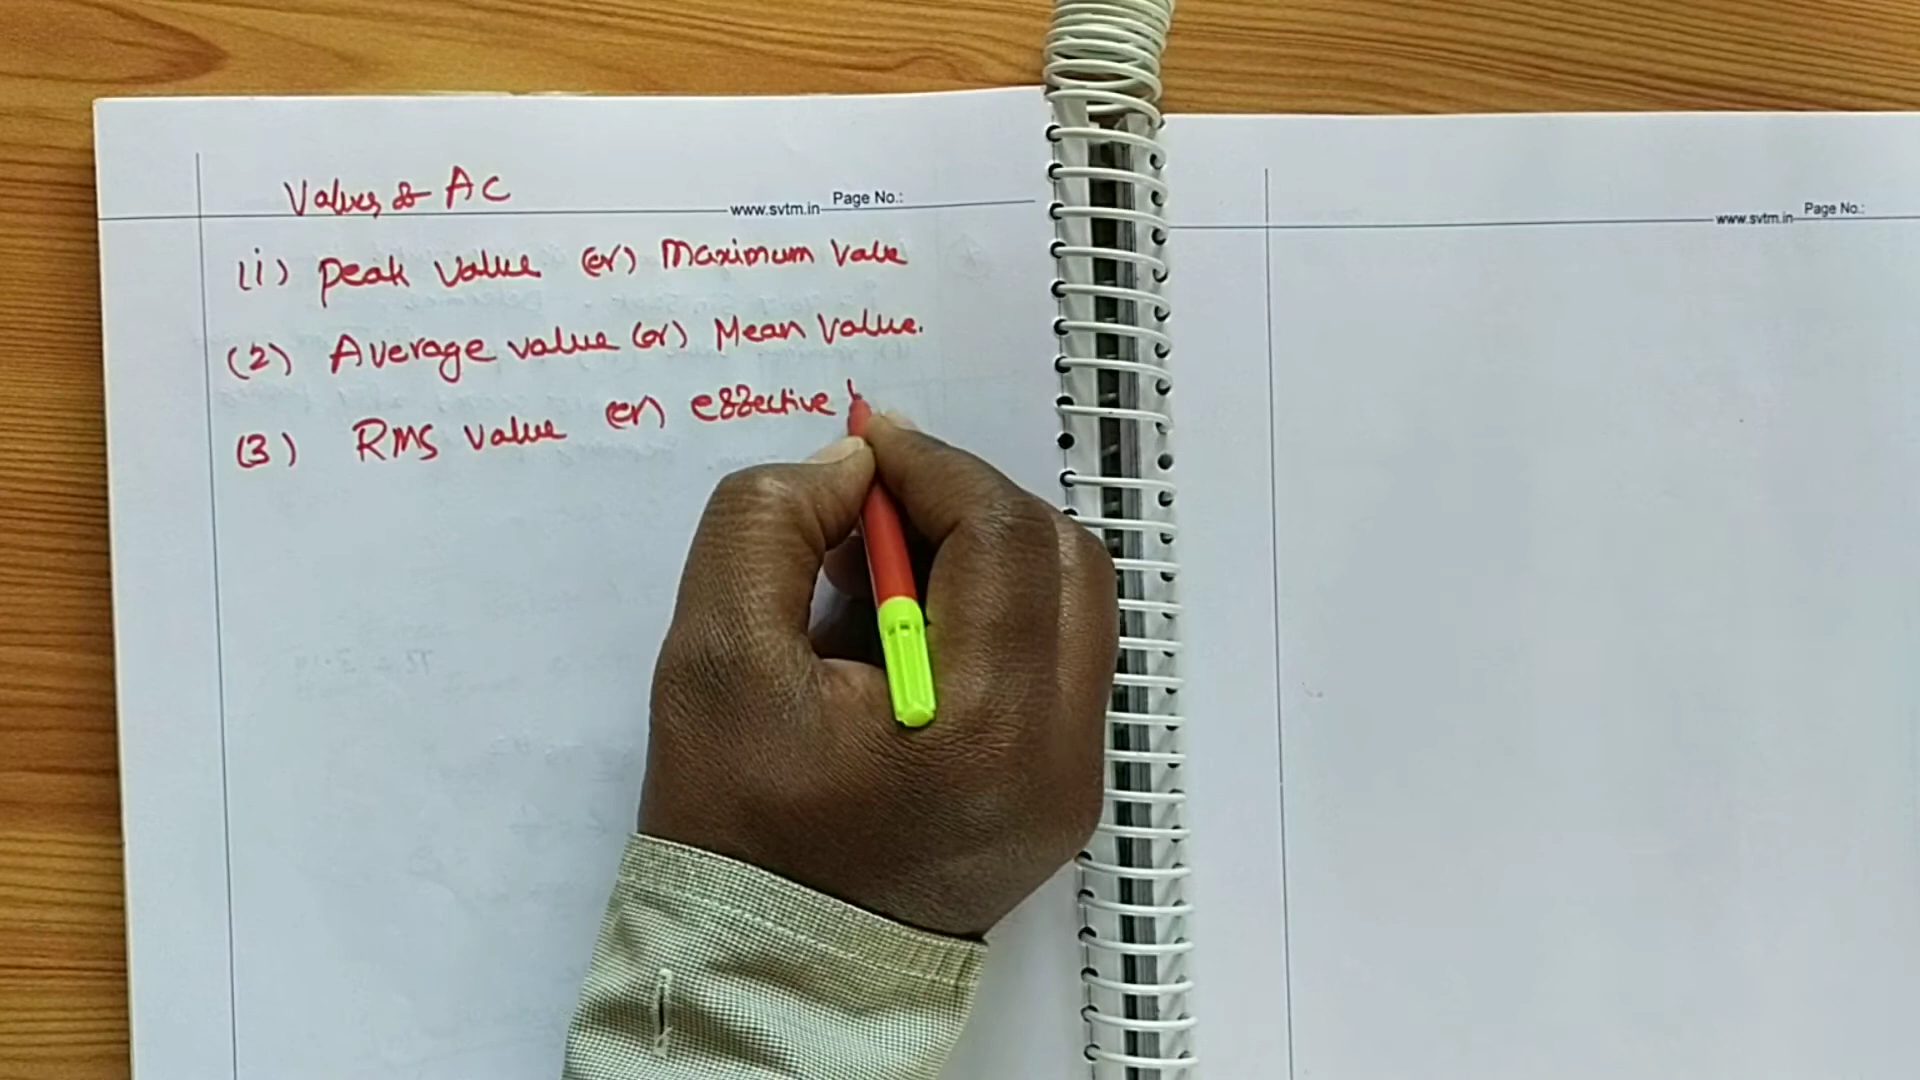 Values of AC
www.svtm.in Page No.:
(i) Peak value (or) Maximum Value
(2) Average value (or) Mean Value.
(3) RMS value (or) effective
www.svtm.in Page No.: